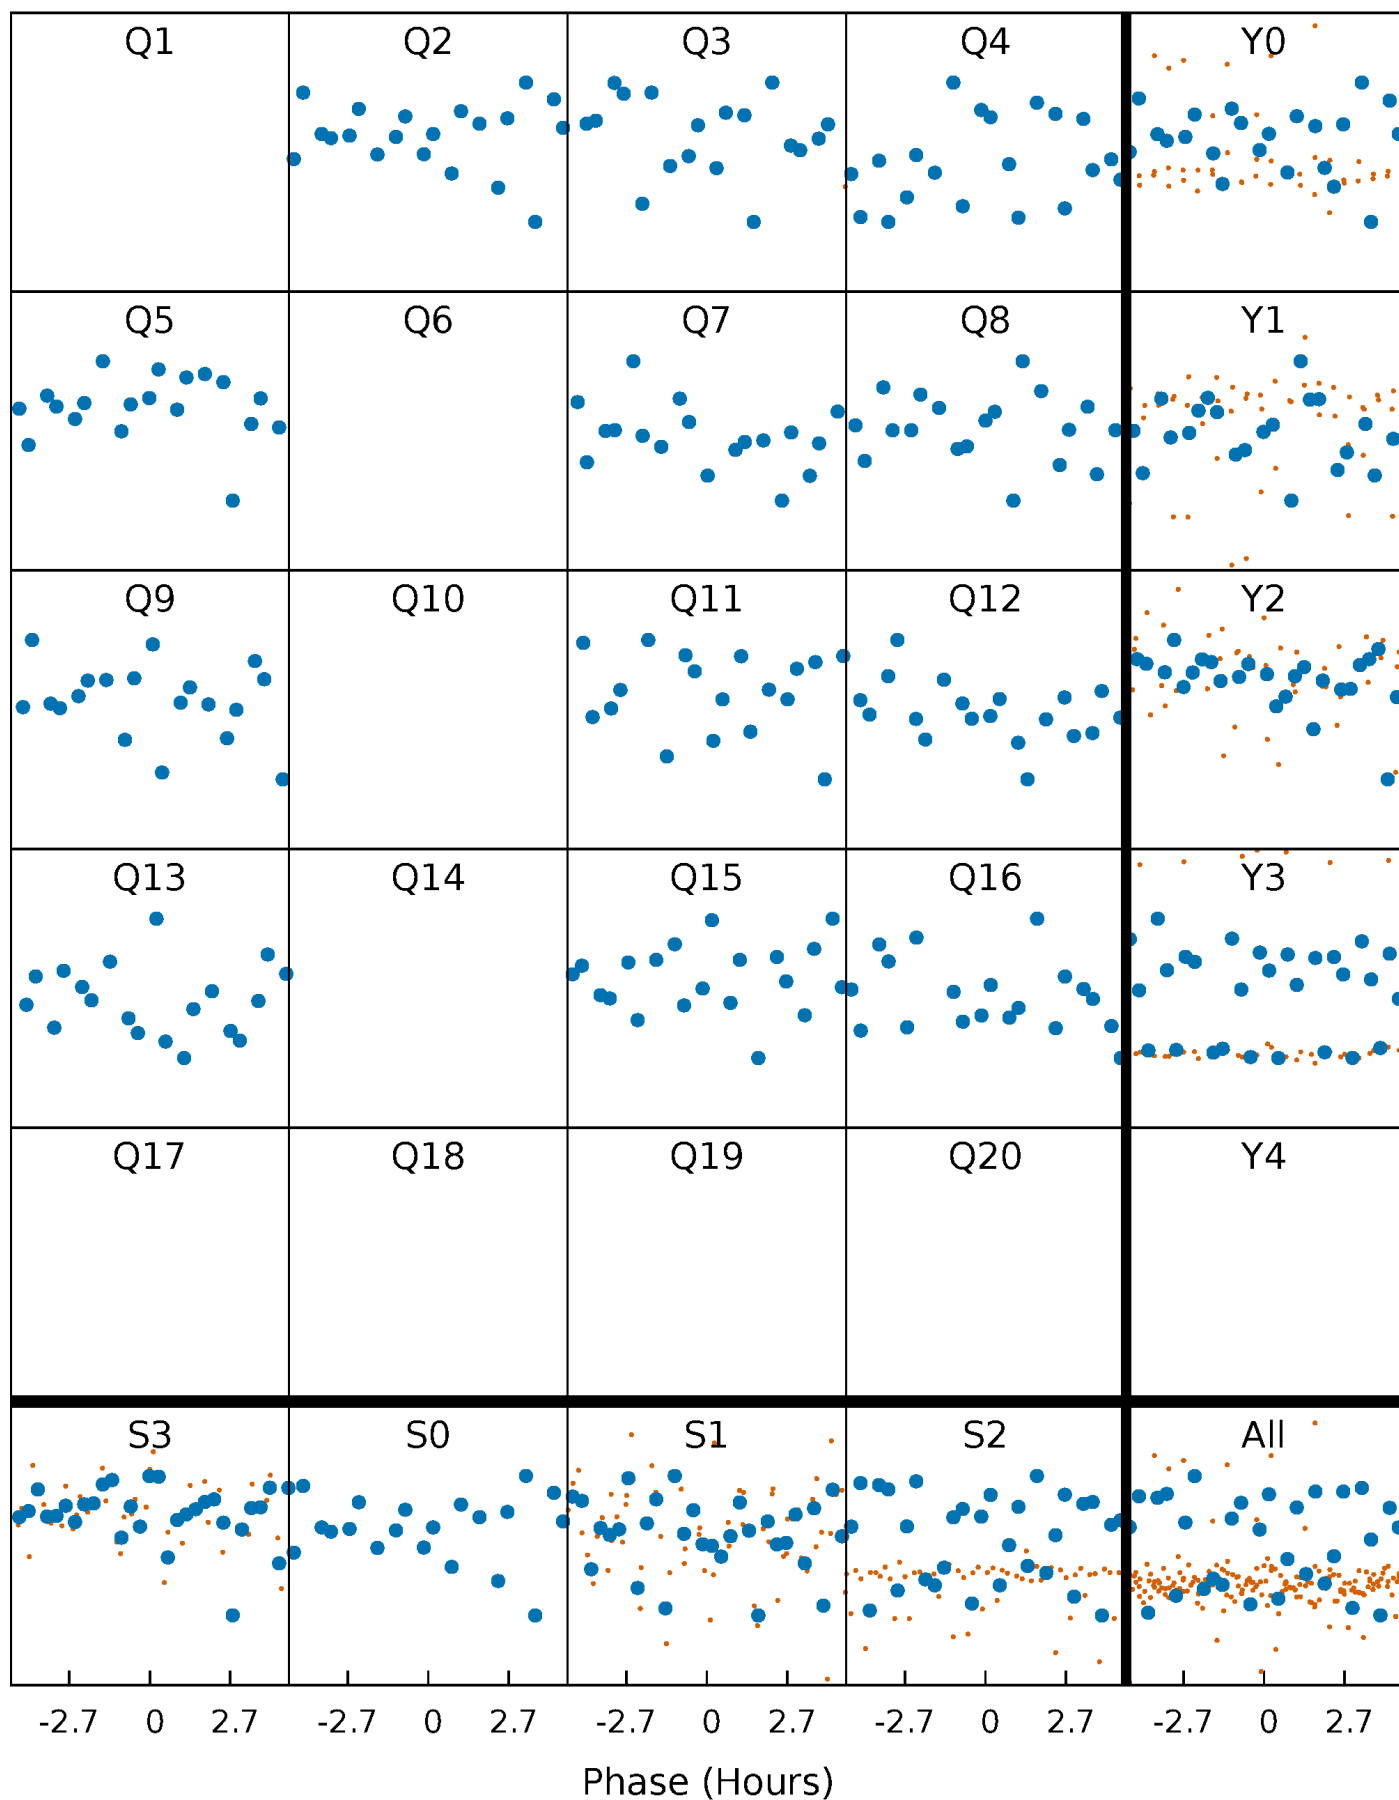 Q1 Q2 Q3 Q4 Y0
Q5 Q6 Q7 Q8 Y1
Q9 Q10 Q11 Q12 Y2
Q13 Q14 Q15 Q16 Y3
Q17 Q18 Q19 Q20 Y4
S3 S0 S1 S2 All
-2.7 0 2.7 -2.7 0 2.7 -2.7 0 2.7 -2.7 0 2.7 -2.7 0 2.7
Phase (Hours)